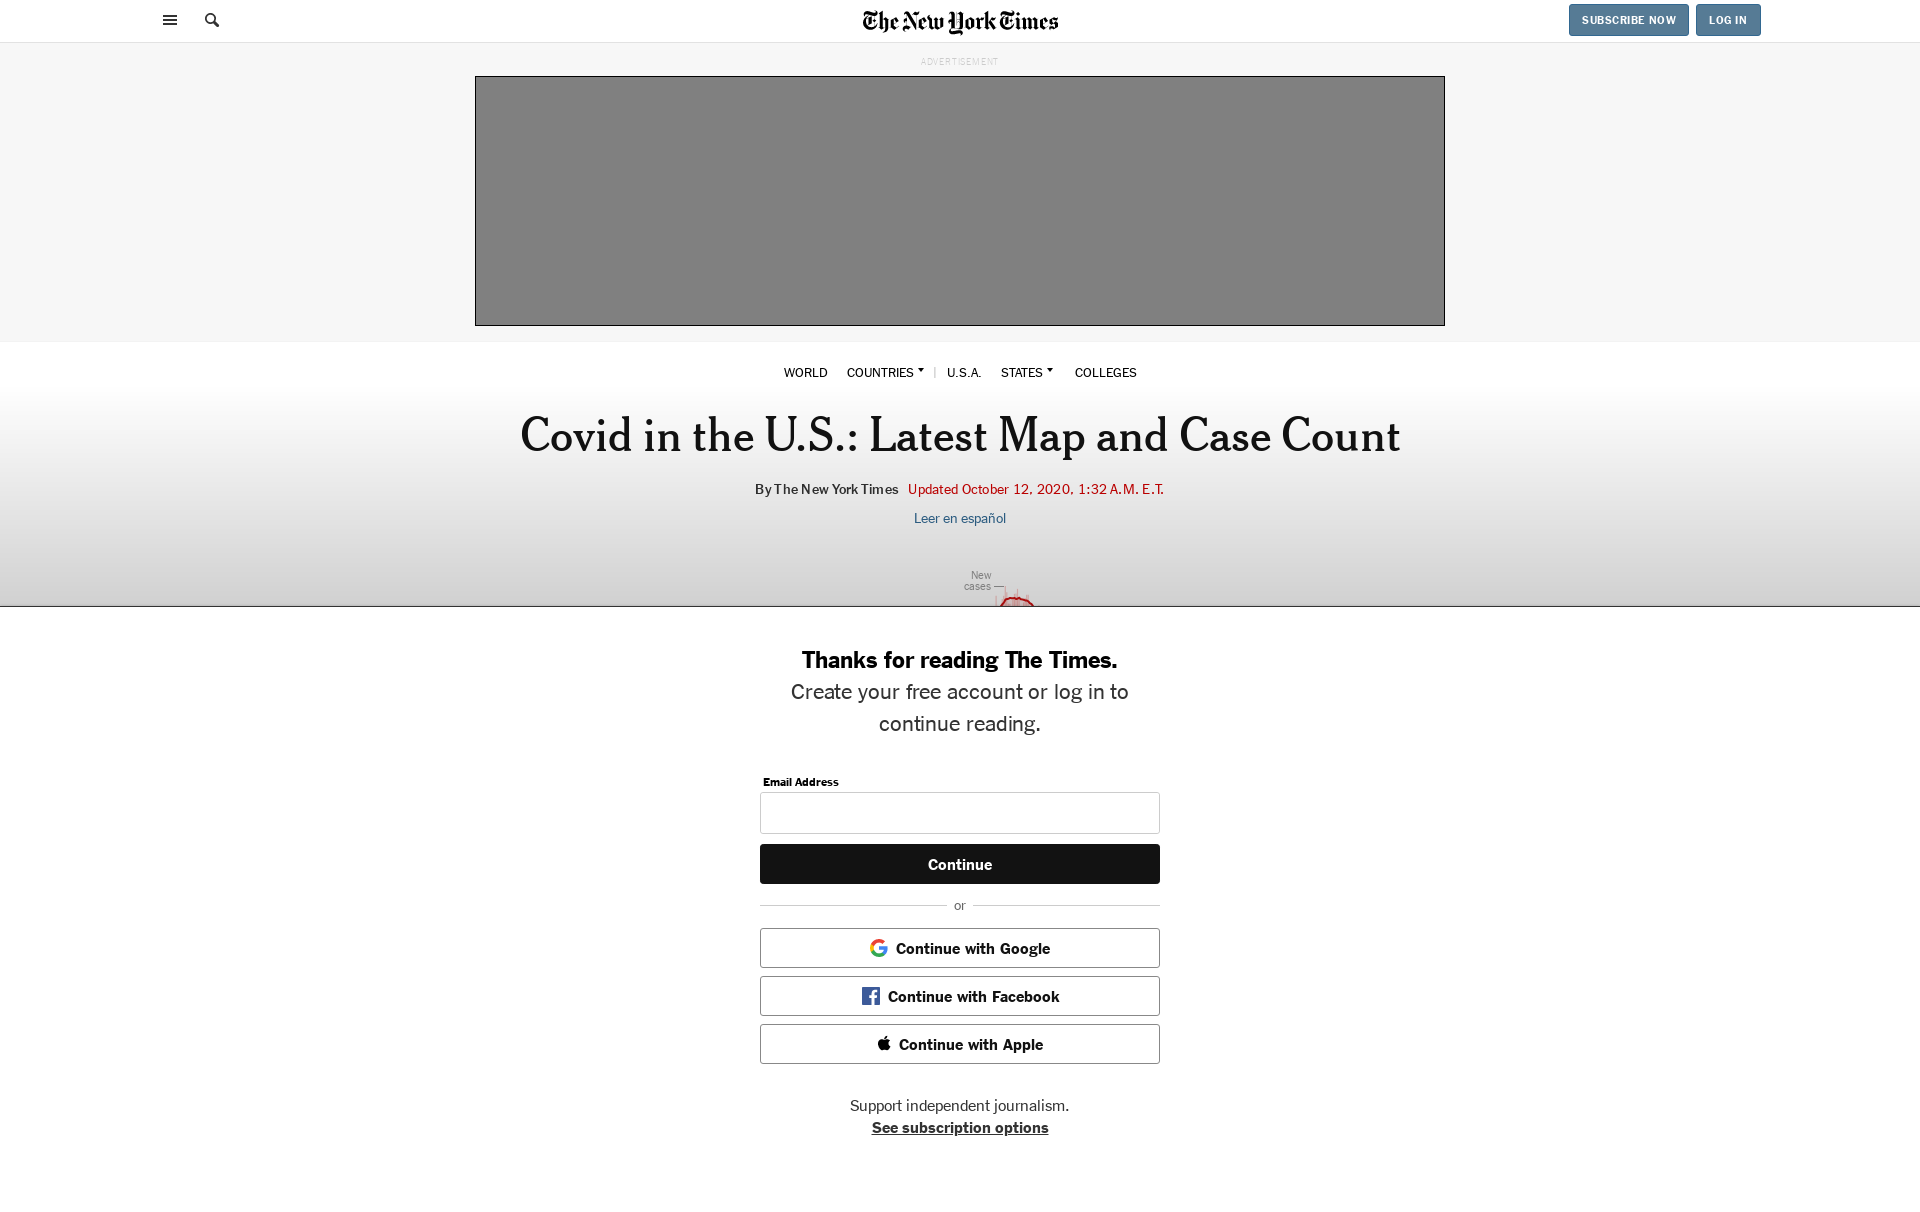 The New York Times
SUBSCRIBE NOW
LOG IN
ADVERTISEMENT
WORLD COUNTRIES U.S.A. STATES COLLEGES
Covid in the U.S.: Latest Map and Case Count
By The New York Times Updated October 12, 2020, 1:32 A.M. E.T.
Leer en español
New
cases
Thanks for reading The Times.
Create your free account or log in to
continue reading.
Email Address
Continue
or
Continue with Google
Continue with Facebook
Continue with Apple
Support independent journalism.
See subscription options